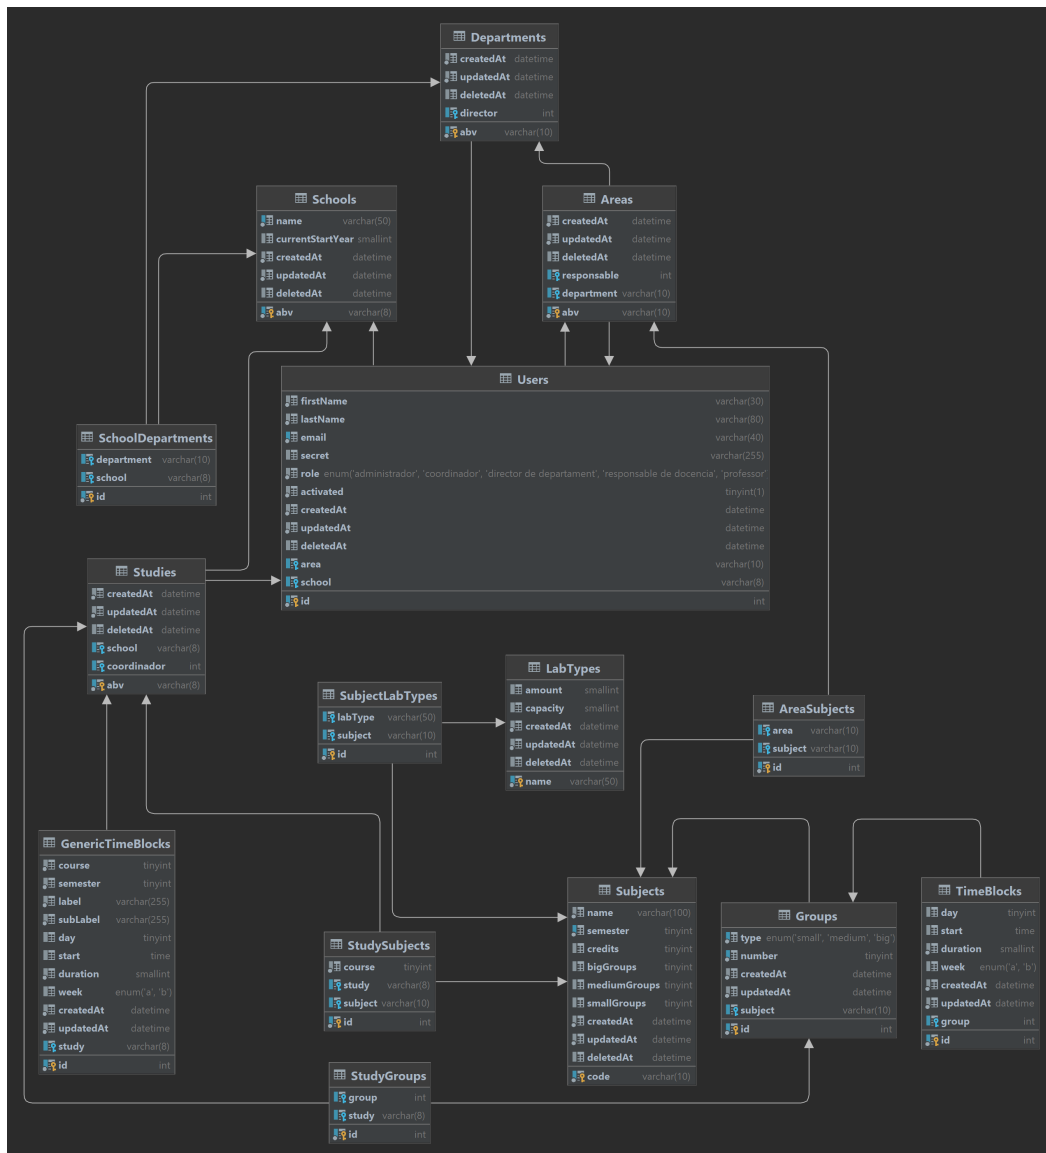 Departments
createdAt datetime
updatedAt datetime
deletedAt datetime
director int
abv varchar(10)
Schools
name varchar(50)
currentStartYear smallint
createdAt datetime
updatedAt datetime
deletedAt datetime
abv varchar(8)
Areas
createdAt datetime
updatedAt datetime
deletedAt datetime
responsable int
department varchar(10)
abv varchar(10)
Users
firstName varchar(30)
lastName varchar(80)
email varchar(40)
secret varchar(255)
role enum('administrador', 'coordinador', 'director de departament', 'responsable de docencia', 'professor'
activated tinyint(1)
createdAt datetime
updatedAt datetime
deletedAt datetime
area varchar(10)
school varchar(8)
id int
SchoolDepartments
department varchar(10)
school varchar(8)
id int
Studies
createdAt datetime
updatedAt datetime
deletedAt datetime
school varchar(8)
coordinador int
abv varchar(8)
LabTypes
amount smallint
capacity smallint
createdAt datetime
updatedAt datetime
deletedAt datetime
name varchar(50)
SubjectLabTypes
labType varchar(50)
subject varchar(10)
id int
AreaSubjects
area varchar(10)
subject varchar(10)
id int
GenericTimeBlocks
course tinyint
semester tinyint
label varchar(255)
subLabel varchar(255)
day tinyint
start time
duration smallint
week enum('a', 'b')
createdAt datetime
updatedAt datetime
study varchar(8)
id int
StudySubjects
course tinyint
study varchar(8)
subject varchar(10)
id int
Subjects
name varchar(100)
semester tinyint
credits tinyint
bigGroups tinyint
mediumGroups tinyint
smallGroups tinyint
createdAt datetime
updatedAt datetime
deletedAt datetime
code varchar(10)
Groups
type enum('small', 'medium', 'big')
number tinyint
createdAt datetime
updatedAt datetime
subject varchar(10)
id int
TimeBlocks
day tinyint
start time
duration smallint
week enum('a', 'b')
createdAt datetime
updatedAt datetime
group int
id int
StudyGroups
group int
study varchar(8)
id int